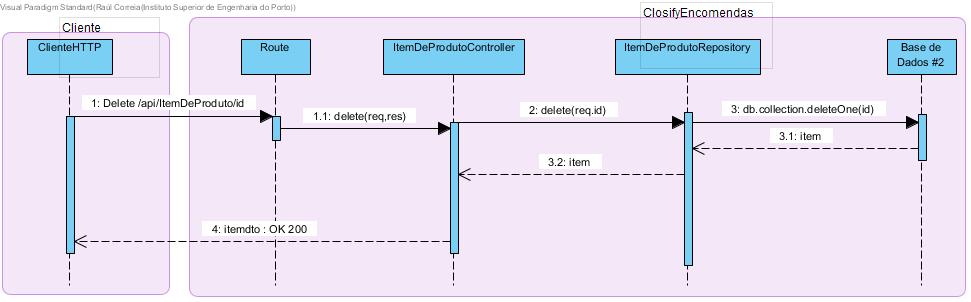 Visual Paradigm Standard(Raúl Correia(Instituto Superior de Engenharia do Porto))
Cliente
ClosifyEncomendas
ClienteHTTP
Route
ItemDeProdutoController
ItemDeProdutoRepository
Base de
Dados #2
1: Delete /api/ItemDeProduto/id
1.1: delete(req,res)
2: delete(req.id)
3: db.collection.deleteOne(id)
3.1: item
3.2: item
4: itemdto : OK 200